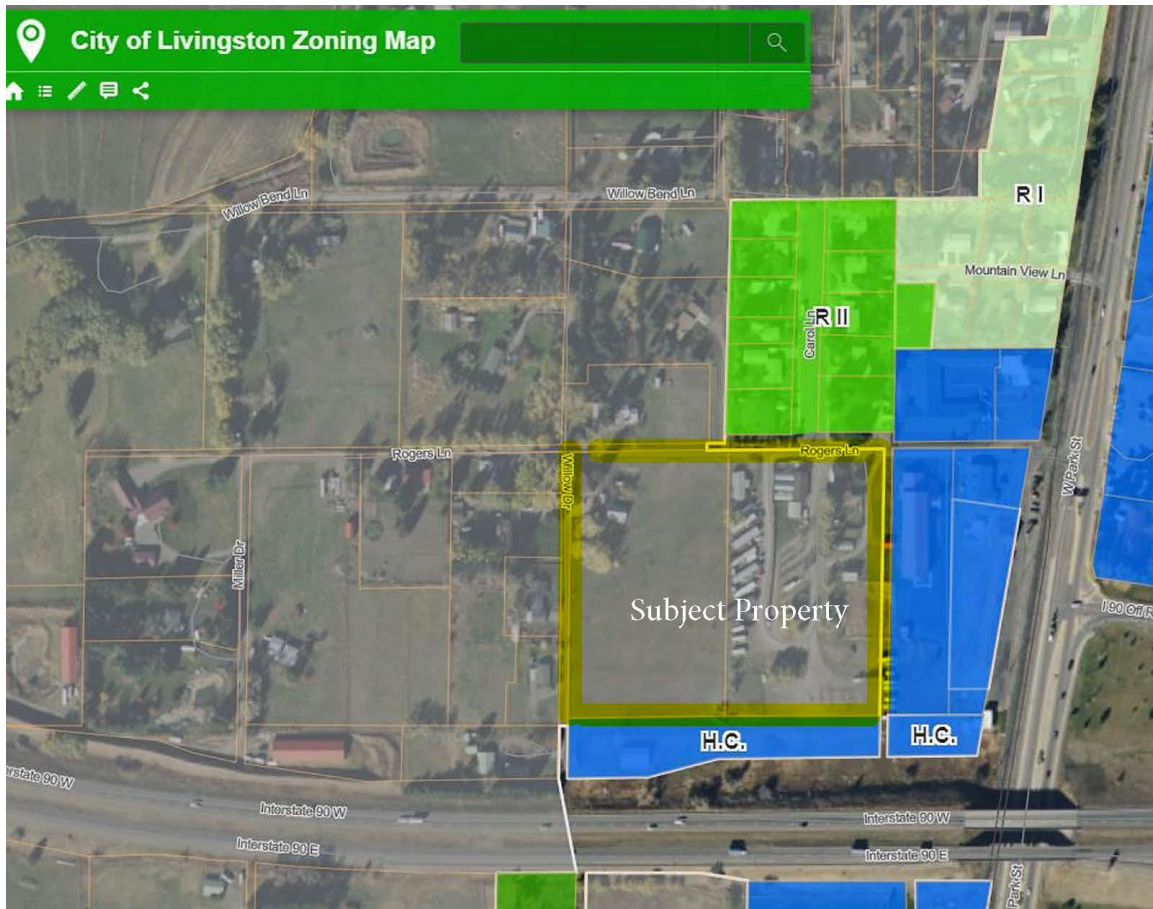 City of Livingston Zoning Map
Willow Bend Ln
Willow Bend Ln
R I
Mountain View Ln
R II
Carol Ln
Rogers Ln
Rogers Ln
Willow Dr
W Park St
Miller Dr
Subject Property
I 90 Off R
H.C.
H.C.
erstate 90 W
Interstate 90 W
Interstate 90 W
Interstate 90 E
Interstate 90 E
Park St